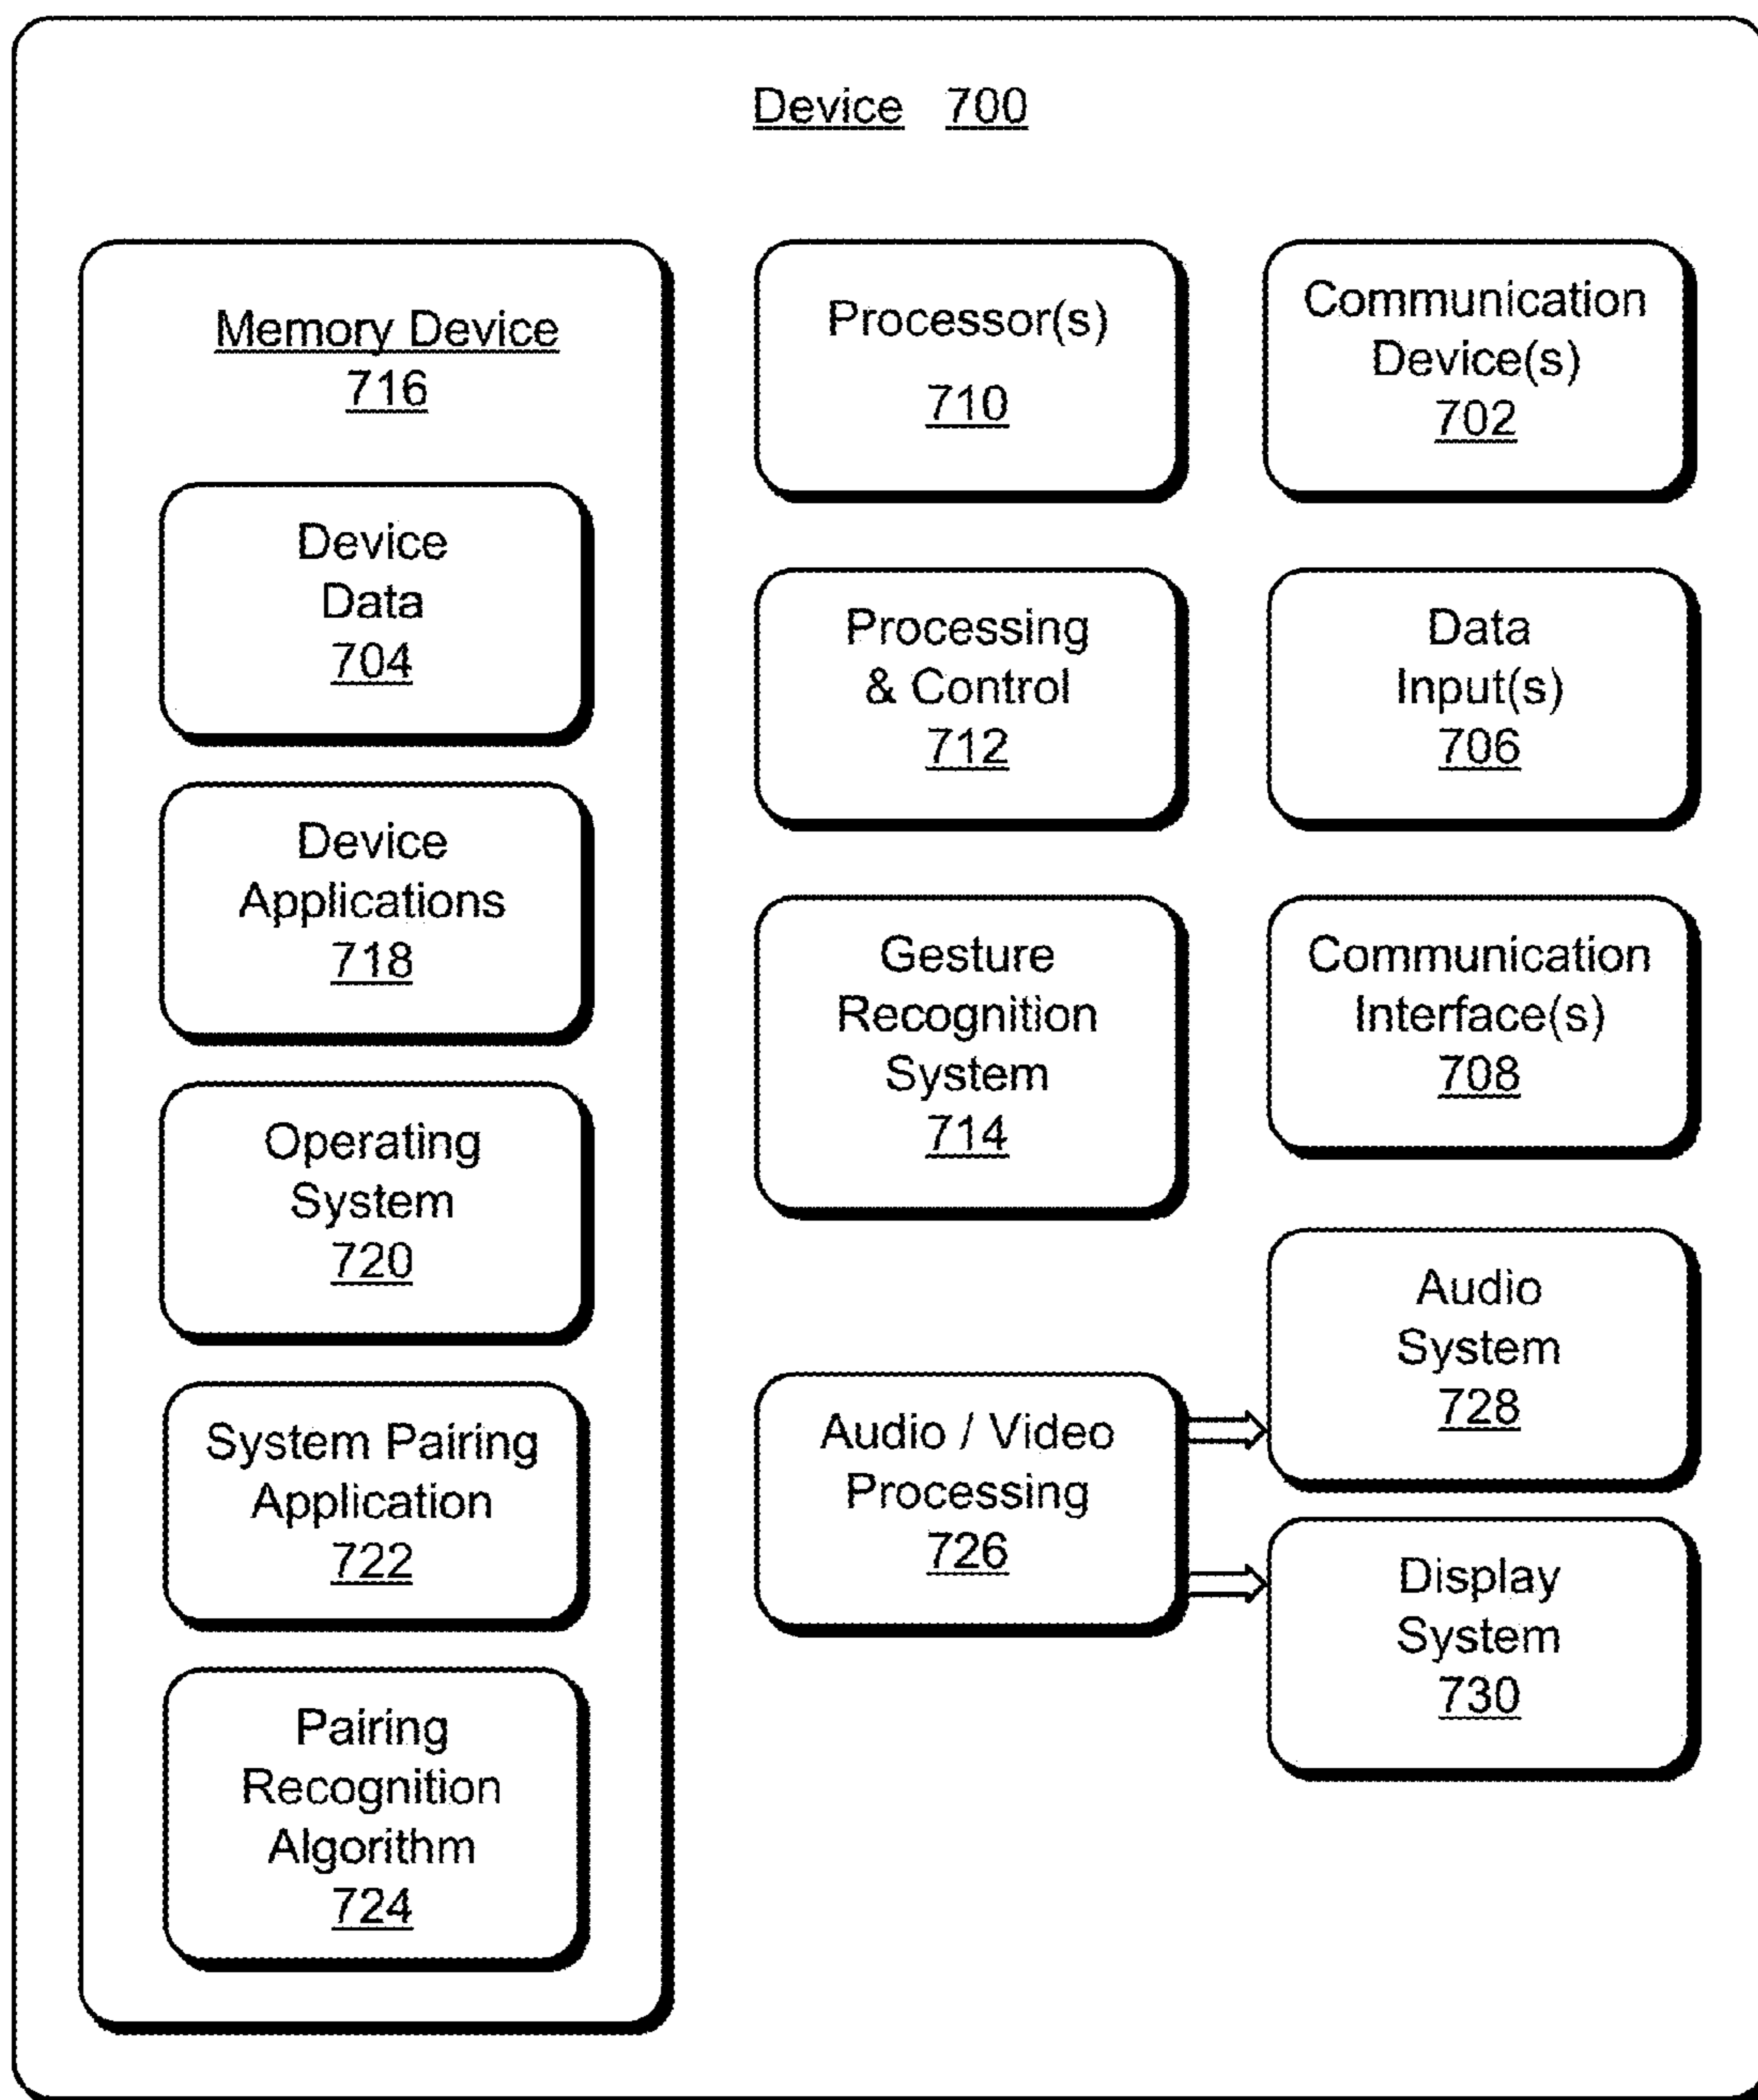 Device 700
Memory Device
716
Device
Data
704
Device
Applications
718
Operating
System
720
System Pairing
Application
722
Pairing
Recognition
Algorithm
724
Processor(s)
710
Processing
& Control
712
Gesture
Recognition
System
714
Audio / Video
Processing
726
Communication
Device(s)
702
Data
Input(s)
706
Communication
Interface(s)
708
Audio
System
728
Display
System
730